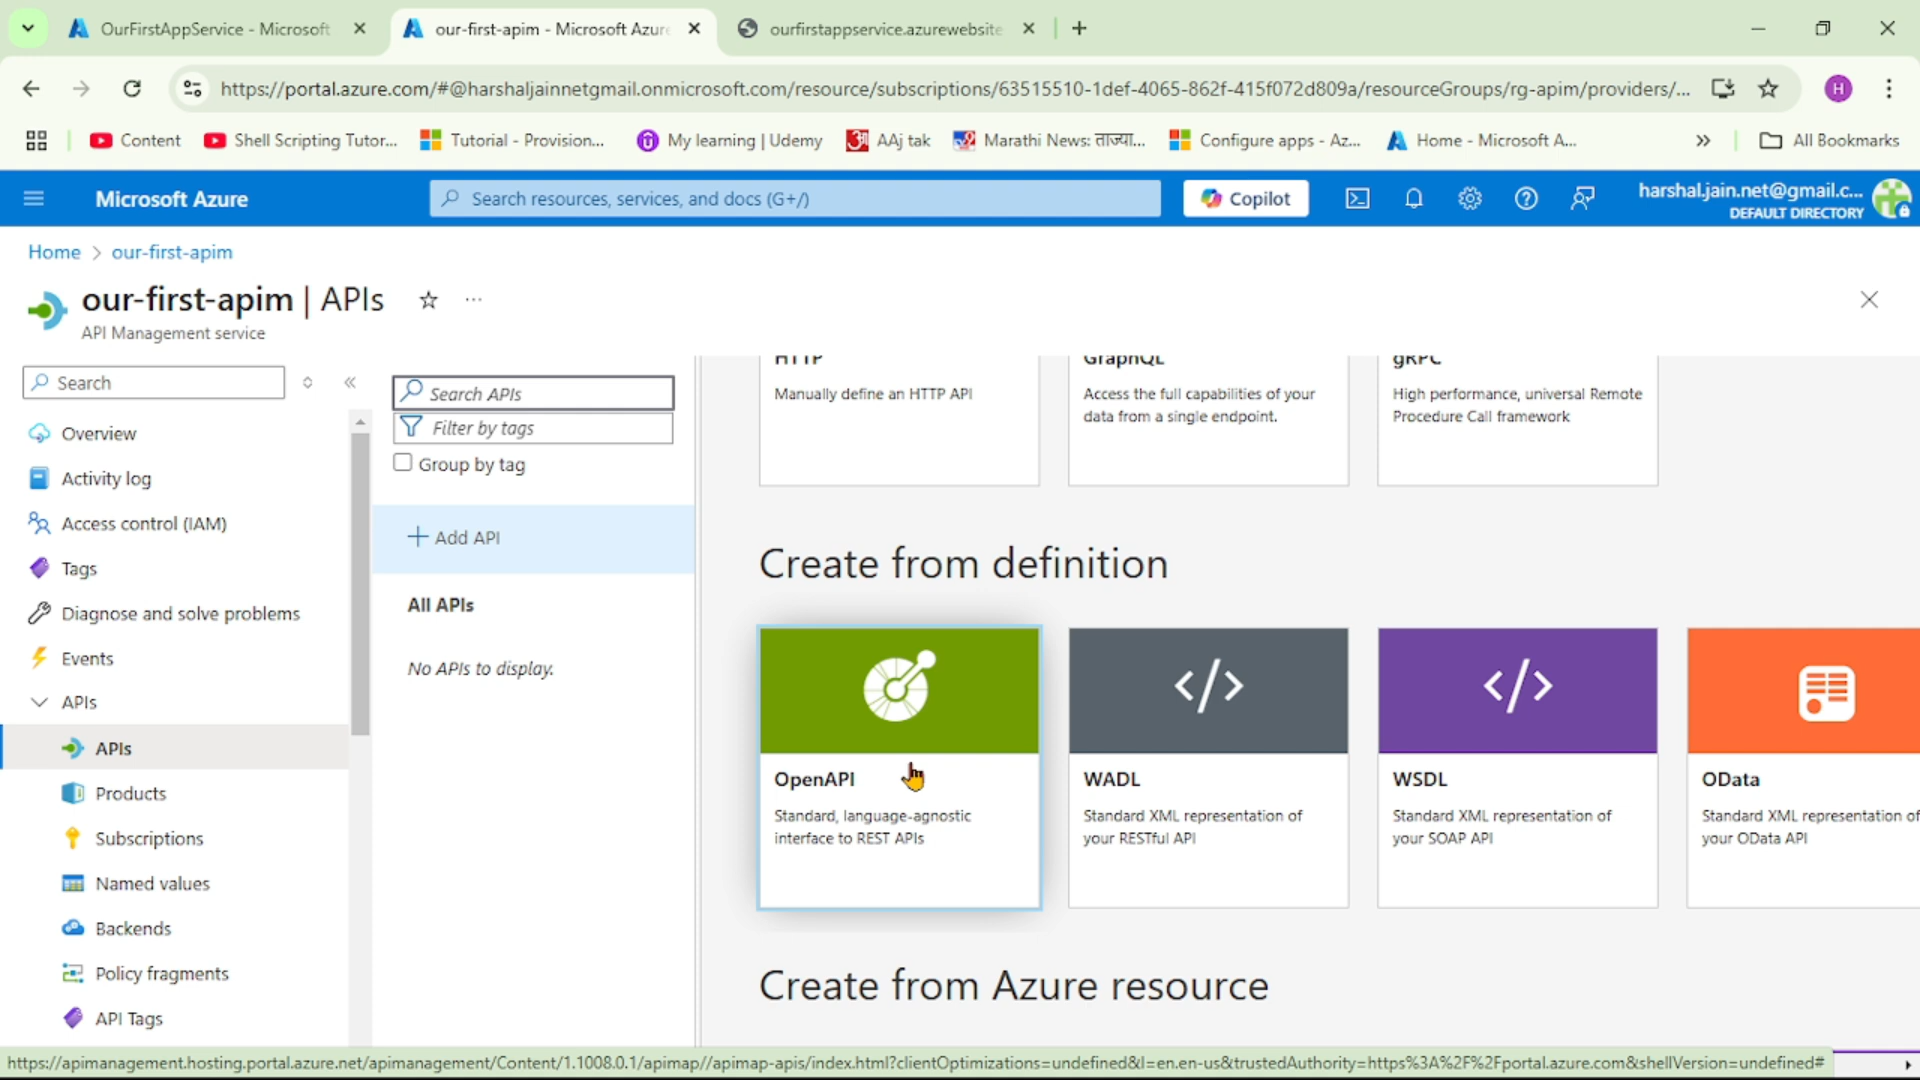 OurFirstAppService - Microsoft
our-first-apim - Microsoft Azure
ourfirstappservice.azurewebsite
https://portal.azure.com/#@harshaljainnetgmail.onmicrosoft.com/resource/subscriptions/63515510-1def-4065-862f-415f072d809a/resourceGroups/rg-apim/providers/...
H
Content
Shell Scripting Tutor...
Tutorial - Provision...
My learning | Udemy
AAj tak
Marathi News: ताज्या...
Configure apps - Az...
Home - Microsoft A...
All Bookmarks
Microsoft Azure
Search resources, services, and docs (G+/)
Copilot
harshal.jain.net@gmail.c...
DEFAULT DIRECTORY
Home > our-first-apim
our-first-apim | APIs
API Management service
Search
Overview
Activity log
Access control (IAM)
Tags
Diagnose and solve problems
Events
APIs
APIs
Products
Subscriptions
Named values
Backends
Policy fragments
API Tags
Search APIs
Filter by tags
Group by tag
+ Add API
All APIs
No APIs to display.
HTTP
Manually define an HTTP API
GraphQL
Access the full capabilities of your
data from a single endpoint.
gRPC
High performance, universal Remote
Procedure Call framework
Create from definition
OpenAPI
Standard, language-agnostic
interface to REST APIs
WADL
Standard XML representation of
your RESTful API
WSDL
Standard XML representation of
your SOAP API
OData
Standard XML representation of
your OData API
Create from Azure resource
https://apimanagement.hosting.portal.azure.net/apimanagement/Content/1.1008.0.1/apimap//apimap-apis/index.html?clientOptimizations=undefined&l=en.en-us&trustedAuthority=https%3A%2F%2Fportal.azure.com&shellVersion=undefined#